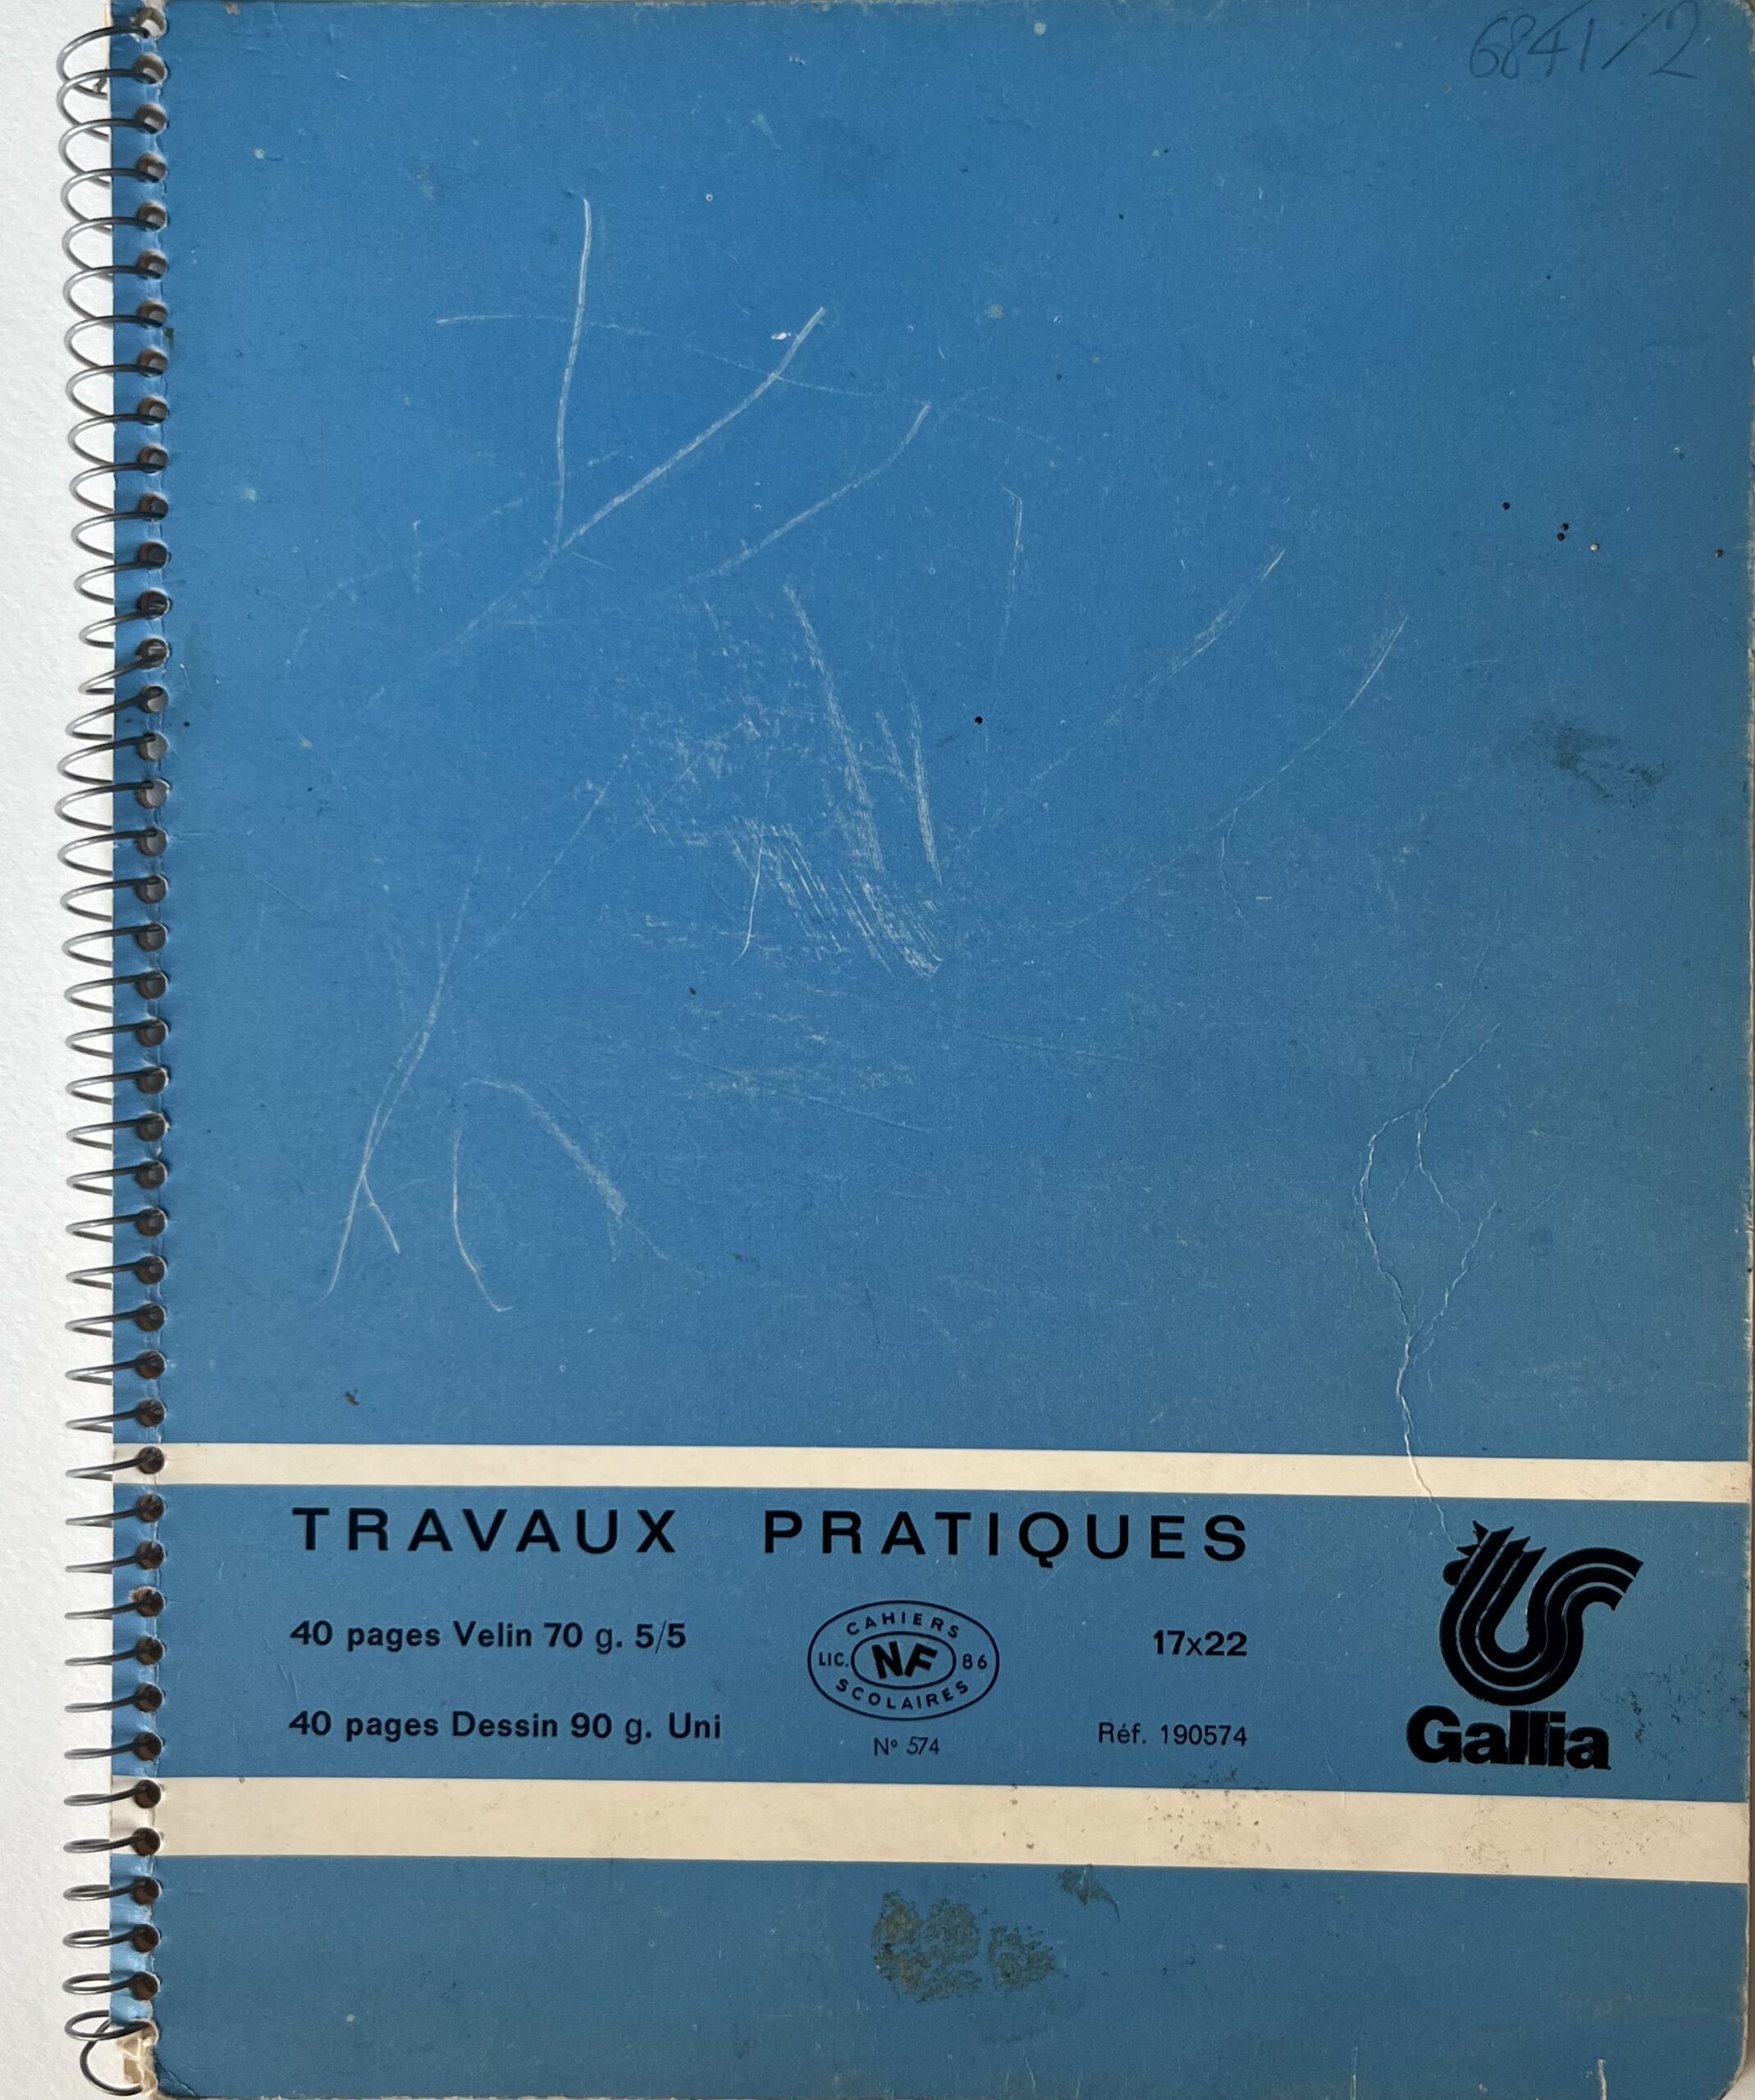 6841/2
TRAVAUX PRATIQUES
40 pages Velin 70 g. 5/5
CAHIERS
LIC. NF 86
SCOLAIRES
17x22
40 pages Dessin 90 g. Uni
N° 574
Réf. 190574
Gallia